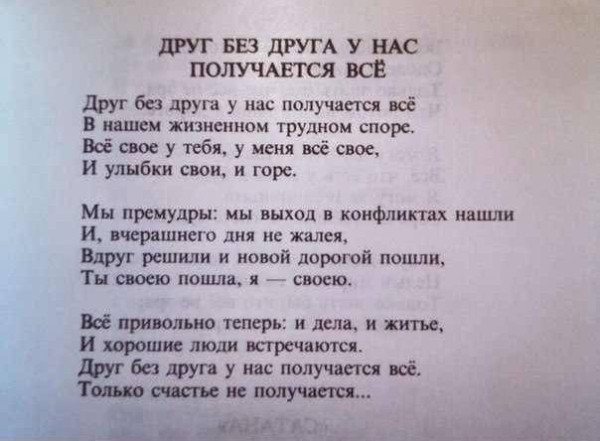 ДРУГ БЕЗ ДРУГА У НАС
ПОЛУЧАЕТСЯ ВСЁ
Друг без друга у нас получается всё
В нашем жизненном трудном споре.
Всё свое у тебя, у меня всё свое,
И улыбки свои, и горе.
Мы премудры: мы выход в конфликтах нашли
И, вчерашнего дня не жалея,
Вдруг решили и новой дорогой пошли,
Ты своею пошла, я — своею.
Всё привольно теперь: и дела, и житье,
И хорошие люди встречаются.
Друг без друга у нас получается всё.
Только счастье не получается...